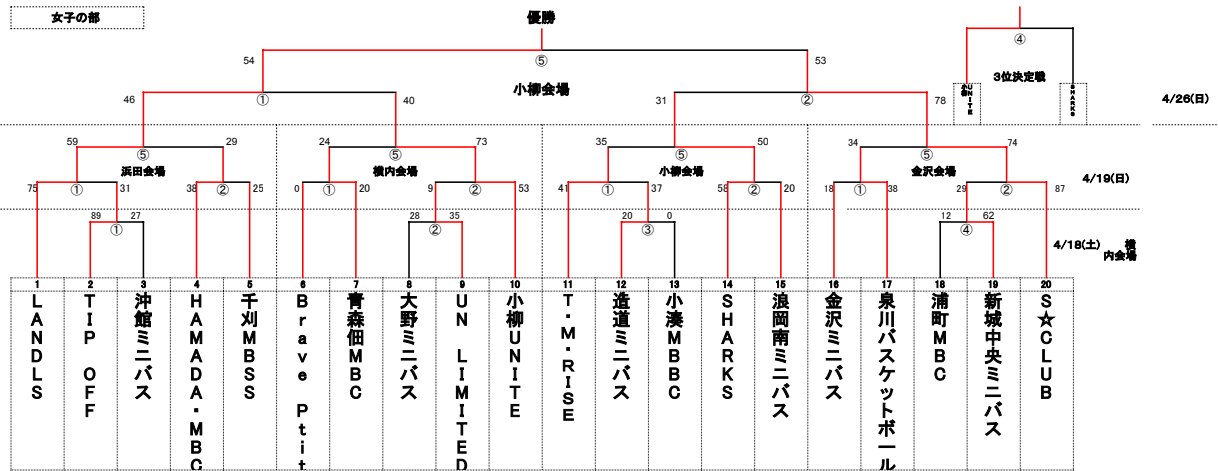 女子の部
優勝
54
⑤
53
④
3位決定戦
小柳UNITE
SHARKS
46
①
40
小柳会場
31
②
78
4/26(日)
59
⑤
29
24
⑤
73
35
⑤
50
34
⑤
74
浜田会場
横内会場
小柳会場
金沢会場
4/19(日)
75
①
31
38
②
25
0
①
20
9
②
53
41
①
37
58
②
20
18
①
38
29
②
87
89
①
27
28
②
35
20
③
0
12
④
62
4/18(土) 横内会場
1
2
3
4
5
6
7
8
9
10
11
12
13
14
15
16
17
18
19
20
LANDLS
TIP OFF
沖館ミニバス
HAMADA・MBC
千刈MBSS
Brave Ptit
青森佃MBC
大野ミニバス
UN LIMITED
小柳UNITE
T・M・RISE
造道ミニバス
小湊MBBC
SHARKS
浪岡南ミニバス
金沢ミニバス
泉川バスケットボール
浦町MBC
新城中央ミニバス
S☆CLUB